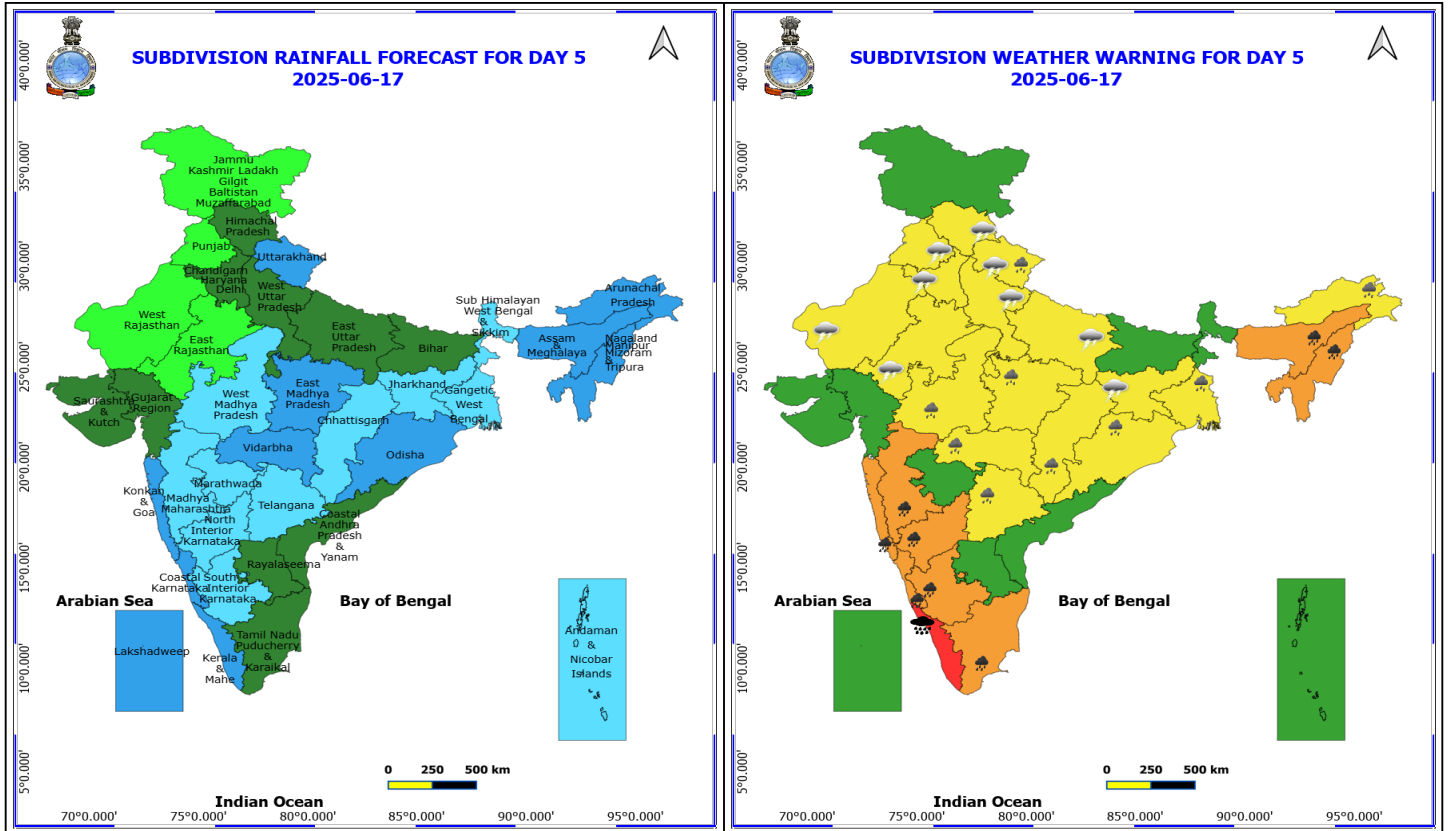 SUBDIVISION RAINFALL FORECAST FOR DAY 5
2025-06-17
40°0.000'
35°0.000'
30°0.000'
25°0.000'
20°0.000'
15°0.000'
10°0.000'
5°0.000'
Jammu
Kashmir Ladakh
Gilgit
Baltistan
Muzaffarabad
Himachal
Pradesh
Punjab
Uttarakhand
Chandigarh
Haryana
Delhi
West
Uttar
Pradesh
West
Rajasthan
East
Rajasthan
East
Uttar
Pradesh
Bihar
Sub Himalayan
West Bengal
&
Sikkim
Arunachal
Pradesh
Assam
&
Meghalaya
Nagaland
Manipur
Mizoram
&
Tripura
Saurashtra
&
Kutch
Gujarat
Region
West
Madhya
Pradesh
East
Madhya
Pradesh
Jharkhand
Gangetic
West
Bengal
Chhattisgarh
Vidarbha
Odisha
Konkan
&
Goa
Marathwada
Madhya
Maharashtra
Telangana
North
Interior
Karnataka
Coastal
Andhra
Pradesh
&
Yanam
Rayalaseema
Coastal
Karnataka
South
Interior
Karnataka
Arabian Sea
Bay of Bengal
Lakshadweep
Kerala
&
Mahe
Tamil Nadu
Puducherry
&
Karaikal
Andaman
&
Nicobar
Islands
0 250 500 km
Indian Ocean
70°0.000' 75°0.000' 80°0.000' 85°0.000' 90°0.000' 95°0.000'
SUBDIVISION WEATHER WARNING FOR DAY 5
2025-06-17
40°0.000'
35°0.000'
30°0.000'
25°0.000'
20°0.000'
15°0.000'
10°0.000'
5°0.000'
Arabian Sea
Bay of Bengal
0 250 500 km
Indian Ocean
70°0.000' 75°0.000' 80°0.000' 85°0.000' 90°0.000' 95°0.000'